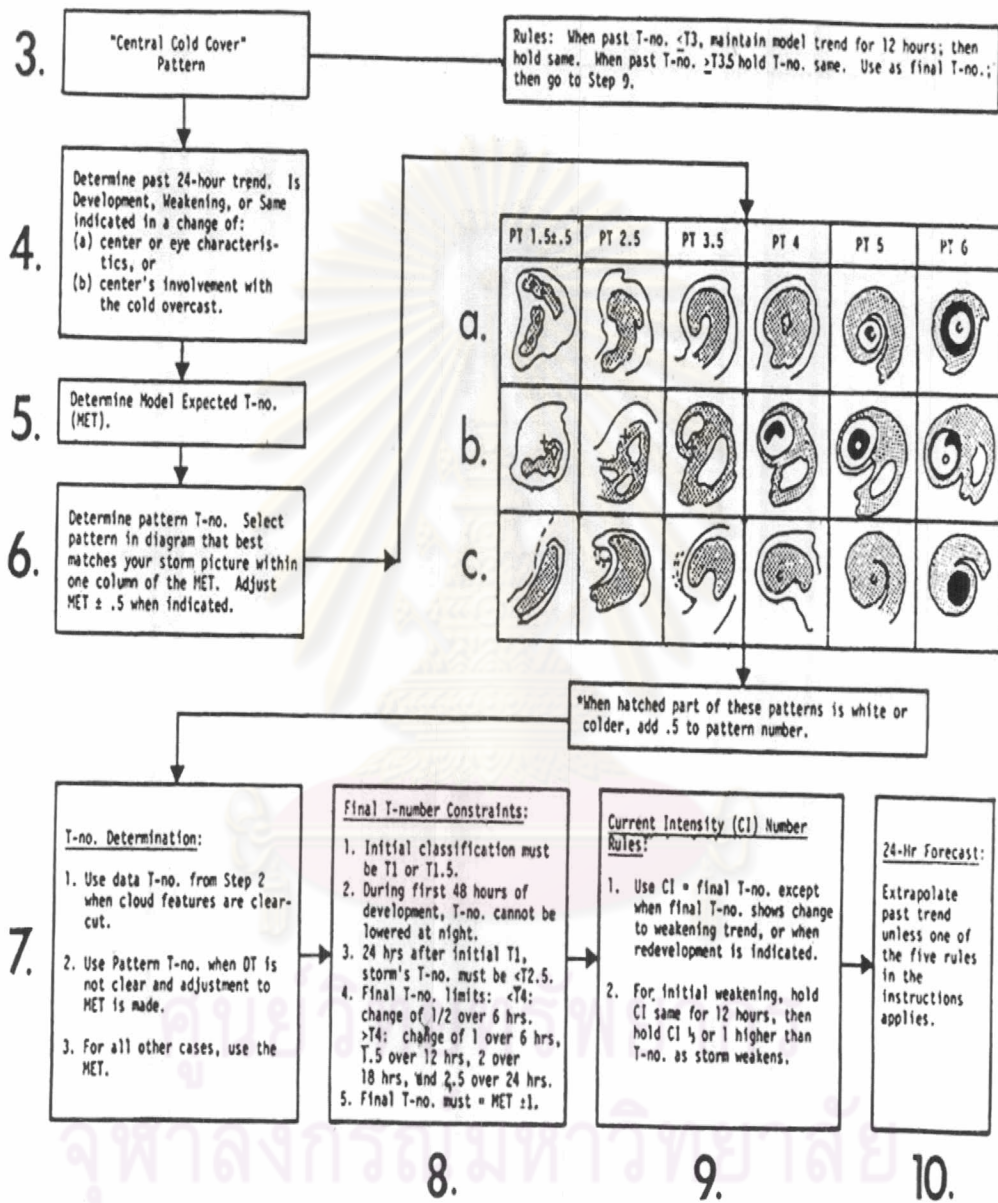 3.
"Central Cold Cover"
Pattern
Rules: When past T-no. ≤T3, maintain model trend for 12 hours; then
hold same. When past T-no. ≥T3.5 hold T-no. same. Use as final T-no.;
then go to Step 9.
4.
Determine past 24-hour trend. Is
Development, Weakening, or Same
indicated in a change of:
(a) center or eye characteris-
tics, or
(b) center's involvement with
the cold overcast.
5.
Determine Model Expected T-no.
(MET).
6.
Determine pattern T-no. Select
pattern in diagram that best
matches your storm picture within
one column of the MET. Adjust
MET ± .5 when indicated.
PT 1.5±.5 PT 2.5 PT 3.5 PT 4 PT 5 PT 6
a.
b.
c.
*When hatched part of these patterns is white or
colder, add .5 to pattern number.
7.
T-no. Determination:
1. Use data T-no. from Step 2
when cloud features are clear-
cut.
2. Use Pattern T-no. when DT is
not clear and adjustment to
MET is made.
3. For all other cases, use the
MET.
Final T-number Constraints:
1. Initial classification must
be T1 or T1.5.
2. During first 48 hours of
development, T-no. cannot be
lowered at night.
3. 24 hrs after initial T1,
storm's T-no. must be <T2.5.
4. Final T-no. limits: <T4:
change of 1/2 over 6 hrs.
>T4: change of 1 over 6 hrs,
1.5 over 12 hrs, 2 over
18 hrs, and 2.5 over 24 hrs.
5. Final T-no. must = MET ±1.
8.
Current Intensity (CI) Number
Rules:
1. Use CI = final T-no. except
when final T-no. shows change
to weakening trend, or when
redevelopment is indicated.
2. For initial weakening, hold
CI same for 12 hours, then
hold CI ½ or 1 higher than
T-no. as storm weakens.
9.
24-Hr Forecast:
Extrapolate
past trend
unless one of
the five rules
in the
instructions
applies.
10.
ศูนย์วิทยทรัพยากร
จุฬาลงกรณ์มหาวิทยาลัย